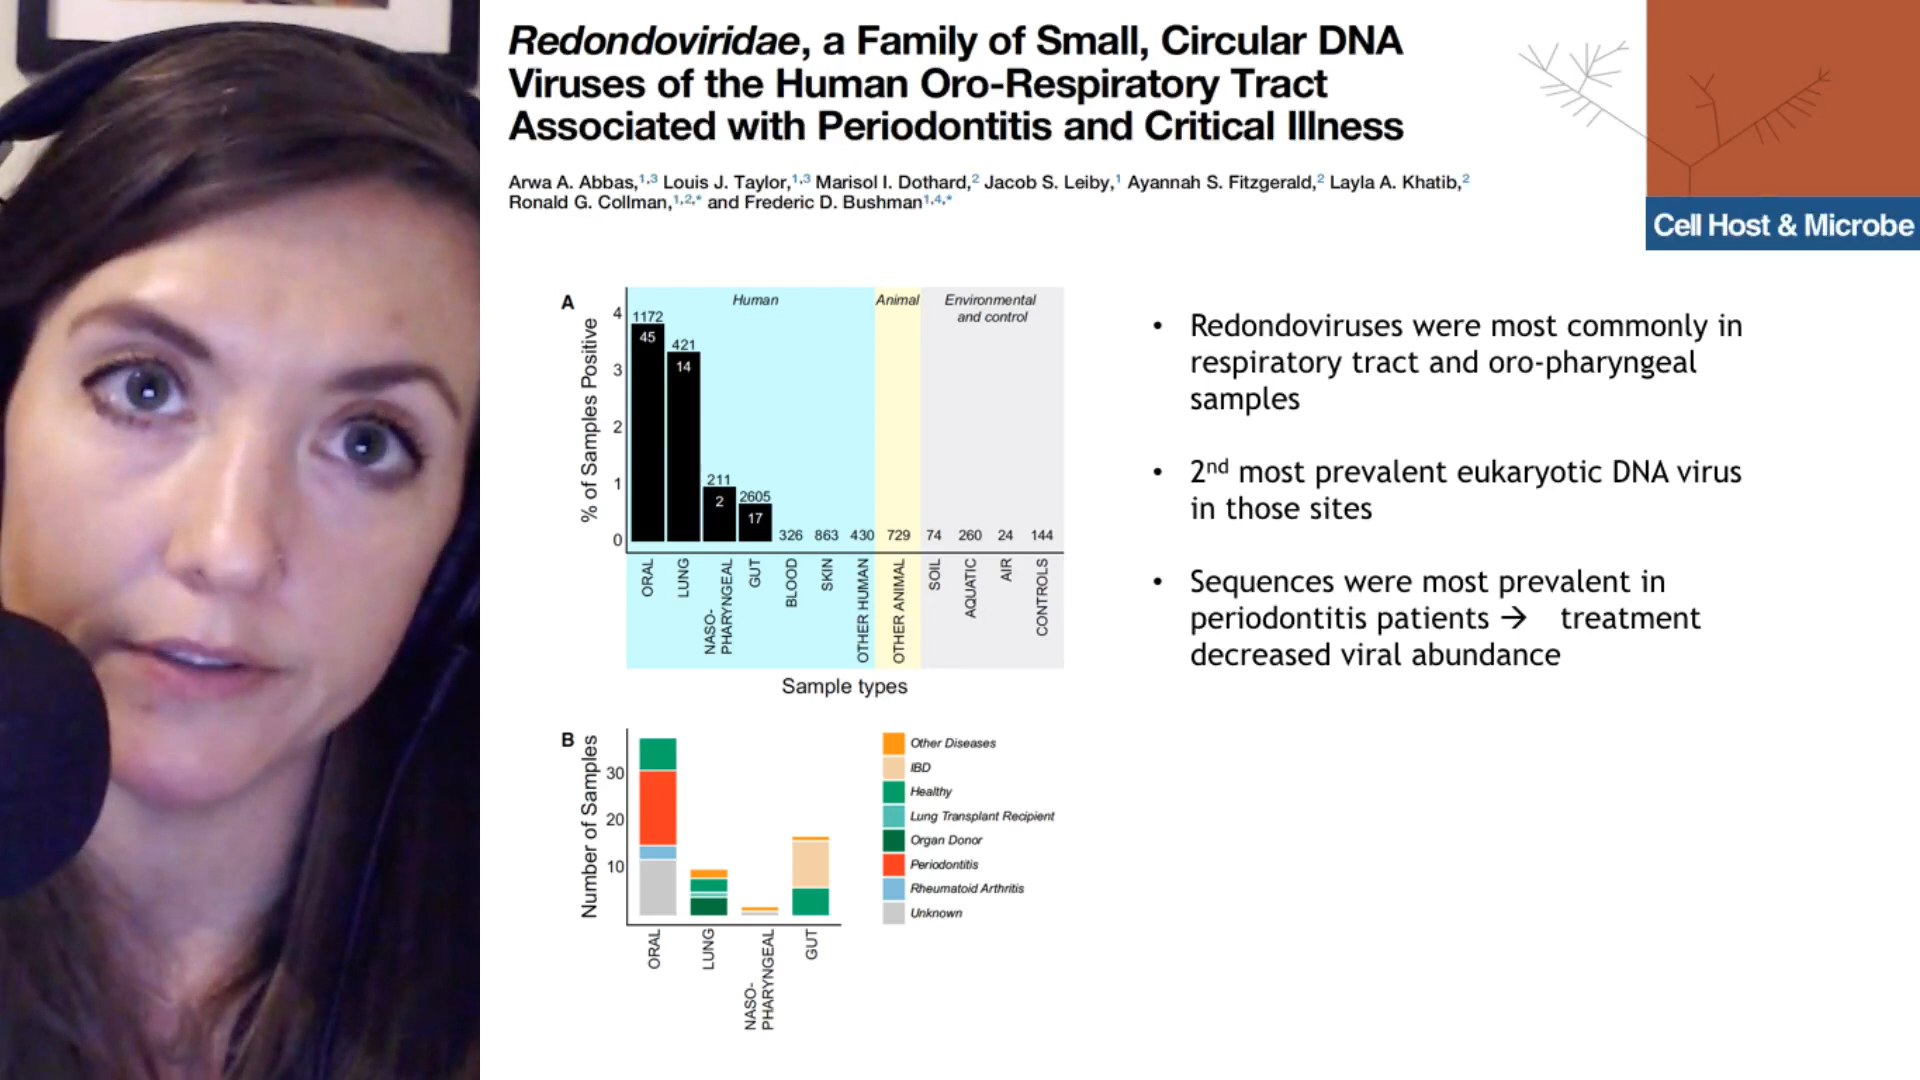 Redondoviridae, a Family of Small, Circular DNA
Viruses of the Human Oro-Respiratory Tract
Associated with Periodontitis and Critical Illness
Arwa A. Abbas,1,3 Louis J. Taylor,1,3 Marisol I. Dothard,2 Jacob S. Leiby,1 Ayannah S. Fitzgerald,2 Layla A. Khatib,2
Ronald G. Collman,1,2,* and Frederic D. Bushman1,4,*
Cell Host & Microbe
A
Human
Animal
Environmental
and control
% of Samples Positive
4
3
2
1
0
1172
45
421
14
211
2
2605
17
326
863
430
729
74
260
24
144
ORAL
LUNG
NASO-
PHARYNGEAL
GUT
BLOOD
SKIN
OTHER HUMAN
OTHER ANIMAL
SOIL
AQUATIC
AIR
CONTROLS
Sample types
• Redondoviruses were most commonly in
respiratory tract and oro-pharyngeal
samples
• 2nd most prevalent eukaryotic DNA virus
in those sites
• Sequences were most prevalent in
periodontitis patients → treatment
decreased viral abundance
B
Number of Samples
30
20
10
ORAL
LUNG
NASO-
PHARYNGEAL
GUT
Other Diseases
IBD
Healthy
Lung Transplant Recipient
Organ Donor
Periodontitis
Rheumatoid Arthritis
Unknown